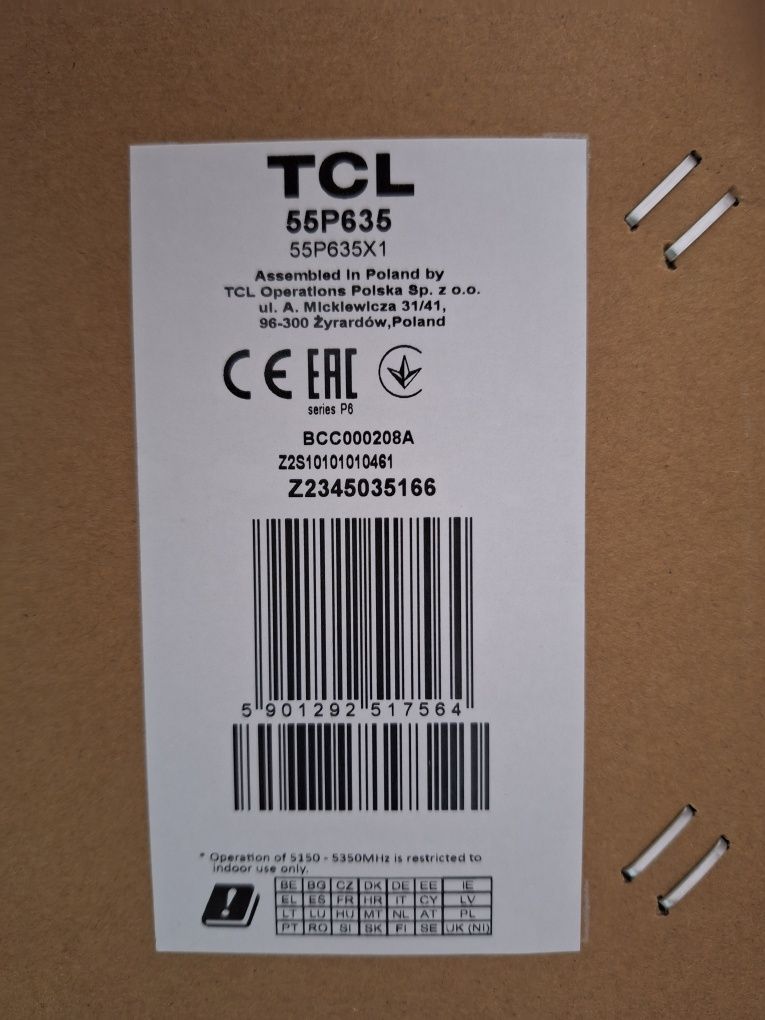 TCL
55P635
55P635X1
Assembled in Poland by
TCL Operations Polska Sp. z o.o.
ul. A. Mickiewicza 31/41,
96-300 Żyrardów,Poland
CE EAC
series P6
BCC000208A
Z2S10101010461
Z2345035166
5 901292 517564
* Operation of 5150 - 5350MHz is restricted to
indoor use only.
BE BG CZ DK DE EE IE
EL ES FR HR IT CY LV
LT LU HU MT NL AT PL
PT RO SI SK FI SE UK (NI)